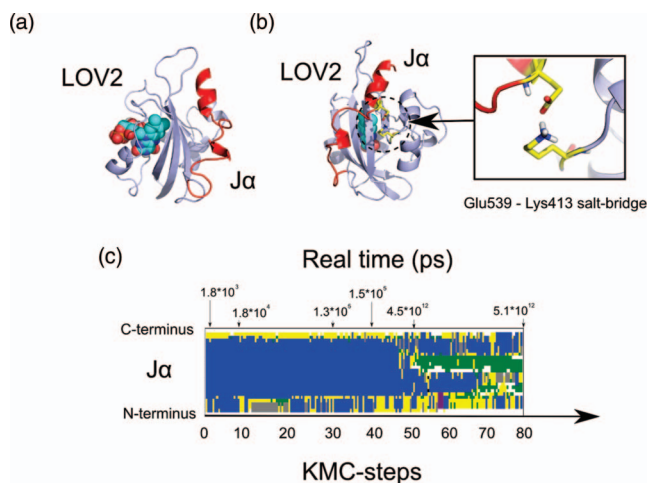 (a)
(b)
LOV2
Jα
LOV2
Jα
Glu539 - Lys413 salt-bridge
(c)
Real time (ps)
1.8*10³
1.8*10⁴
1.3*10⁵
1.5*10⁵
4.5*10¹²
5.1*10¹²
C-terminus
Jα
N-terminus
0 10 20 30 40 50 60 70 80
KMC-steps